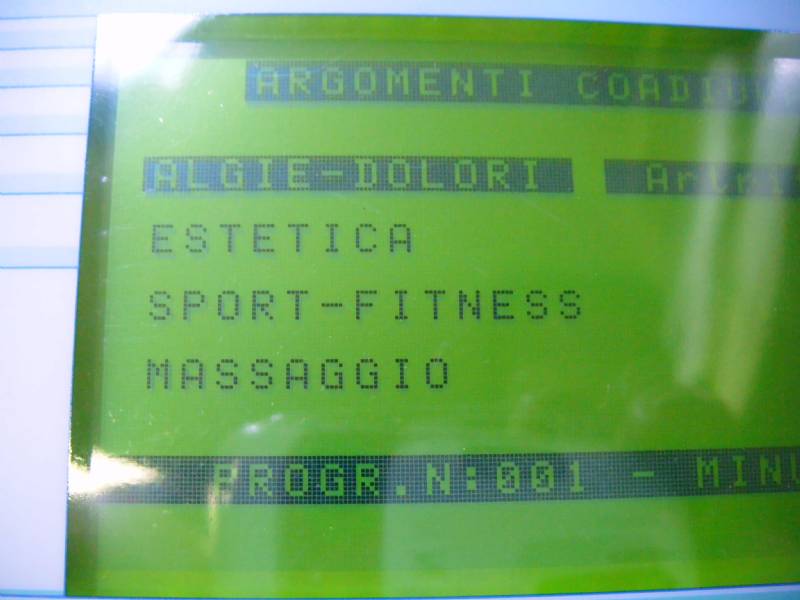 ARGOMENTI
ALGIE-DOLORI
ESTETICA
SPORT-FITNESS
MASSAGGIO
PROGR.N:001 -